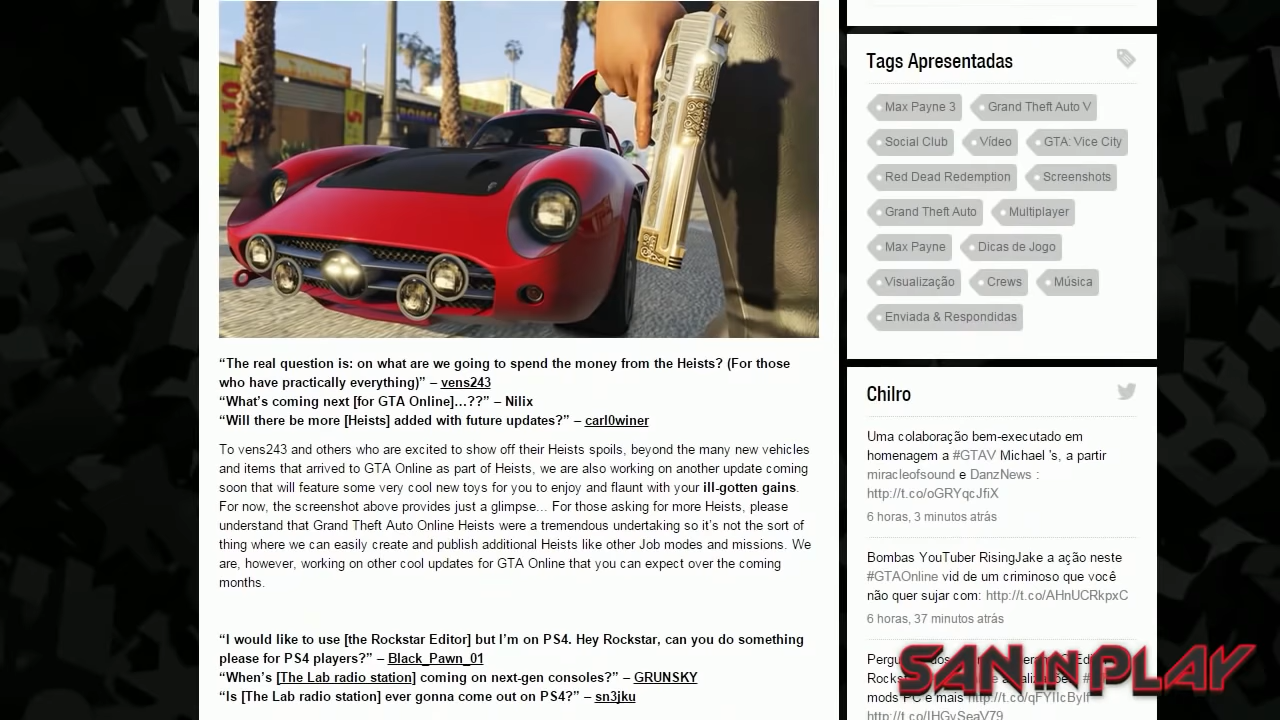 “The real question is: on what are we going to spend the money from the Heists? (For those
who have practically everything)” – vens243
“What’s coming next [for GTA Online]…??” – Nilix
“Will there be more [Heists] added with future updates?” – carl0winer
To vens243 and others who are excited to show off their Heists spoils, beyond the many new vehicles
and items that arrived to GTA Online as part of Heists, we are also working on another update coming
soon that will feature some very cool new toys for you to enjoy and flaunt with your ill-gotten gains.
For now, the screenshot above provides just a glimpse... For those asking for more Heists, please
understand that Grand Theft Auto Online Heists were a tremendous undertaking so it’s not the sort of
thing where we can easily create and publish additional Heists like other Job modes and missions. We
are, however, working on other cool updates for GTA Online that you can expect over the coming
months.
“I would like to use [the Rockstar Editor] but I’m on PS4. Hey Rockstar, can you do something
please for PS4 players?” – Black_Pawn_01
“When’s [The Lab radio station] coming on next-gen consoles?” – GRUNSKY
“Is [The Lab radio station] ever gonna come out on PS4?” – sn3jku
Tags Apresentadas
Max Payne 3
Grand Theft Auto V
Social Club
Vídeo
GTA: Vice City
Red Dead Redemption
Screenshots
Grand Theft Auto
Multiplayer
Max Payne
Dicas de Jogo
Visualização
Crews
Música
Enviada & Respondidas
Chilro
Uma colaboração bem-executado em
homenagem a #GTAV Michael 's, a partir
miracleofsound e DanzNews :
http://t.co/oGRYqcJfiX
6 horas, 3 minutos atrás
Bombas YouTuber RisingJake a ação neste
#GTAOnline vid de um criminoso que você
não quer sujar com: http://t.co/AHnUCRkpxC
6 horas, 37 minutos atrás
mods PC e mais
http://t.co/IHGvSeaV79
SAN IN PLAY